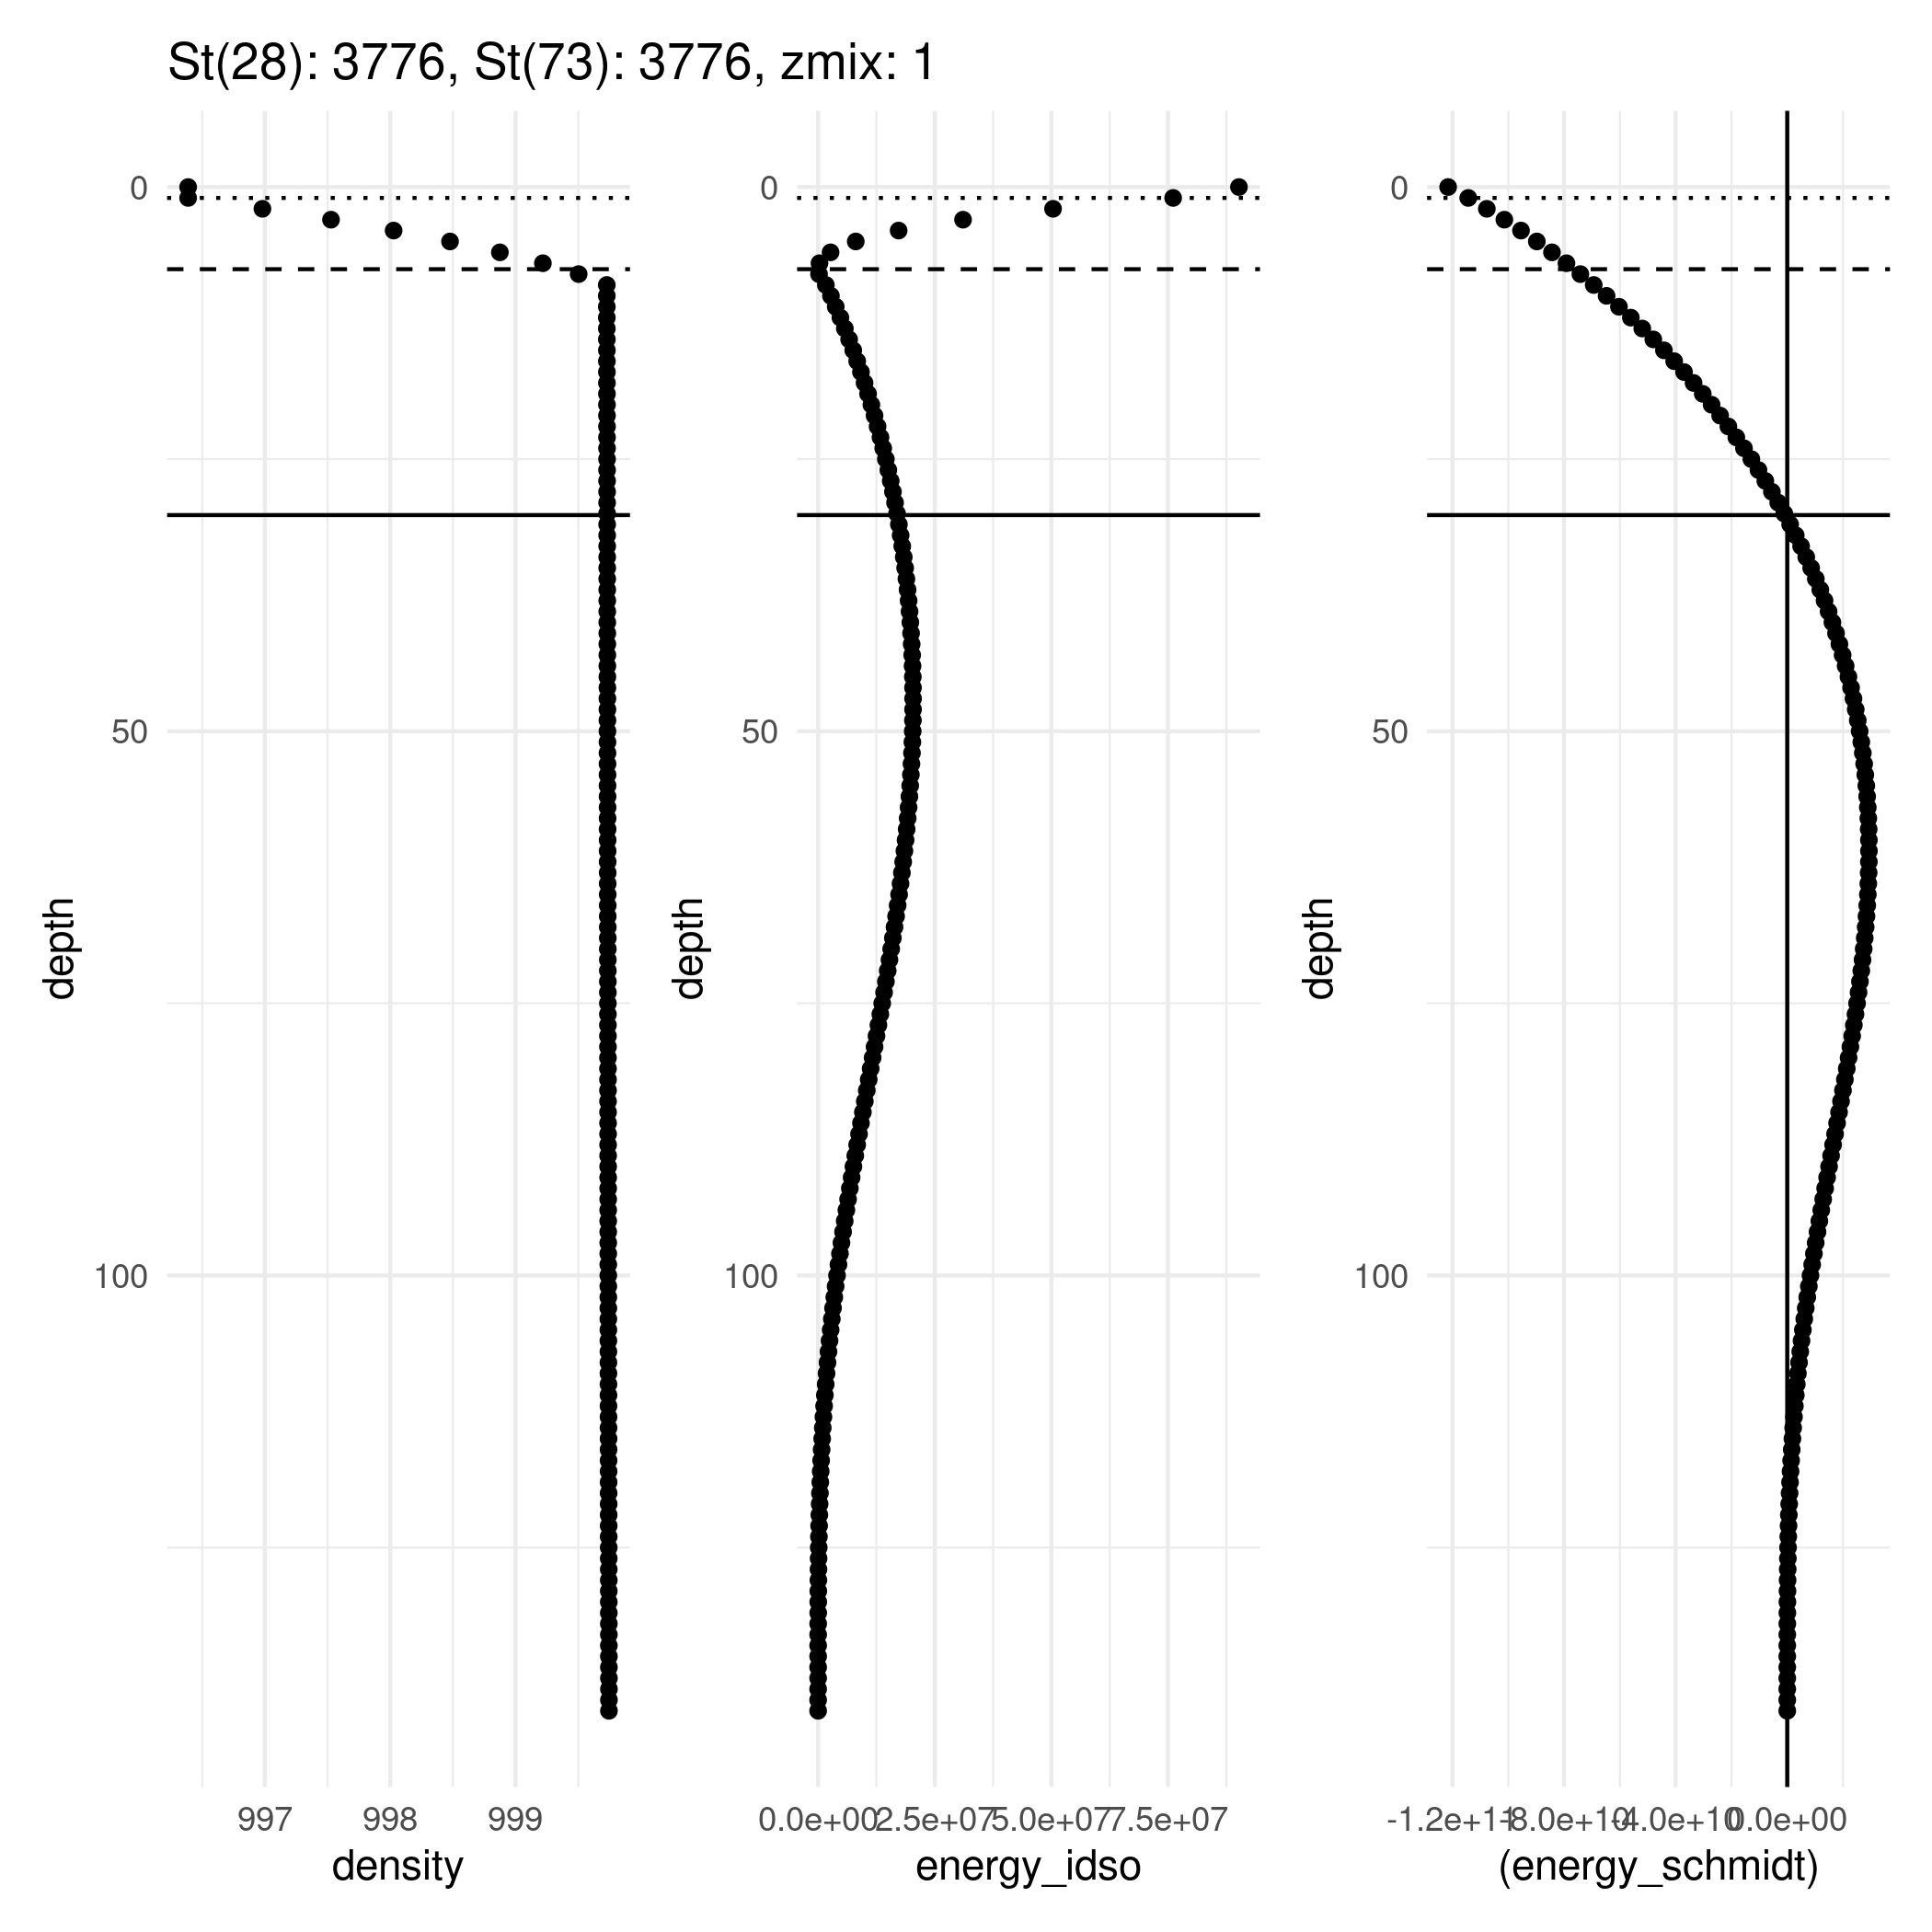 St(28): 3776, St(73): 3776, zmix: 1
0
50
100
depth
997 998 999
density
0
50
100
depth
0.0e+00 2.5e+07 5.0e+07 7.5e+07
energy_idso
0
50
100
depth
-1.2e+11 -8.0e+10 -4.0e+10 0.0e+00
(energy_schmidt)